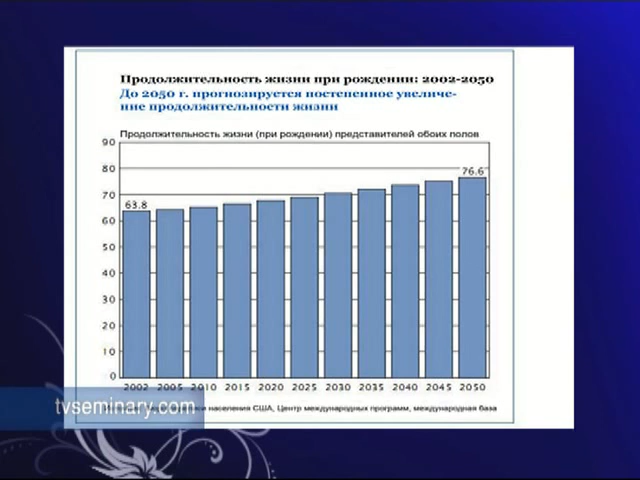 Продолжительность жизни при рождении: 2002-2050
До 2050 г. прогнозируется постепенное увеличе-
ние продолжительности жизни
Продолжительность жизни (при рождении) представителей обоих полов
90
80
76.6
70
63.8
60
50
40
30
20
10
0
2002 2005 2010 2015 2020 2025 2030 2035 2040 2045 2050
tvseminary.com
населения США, Центр международных программ, международная база